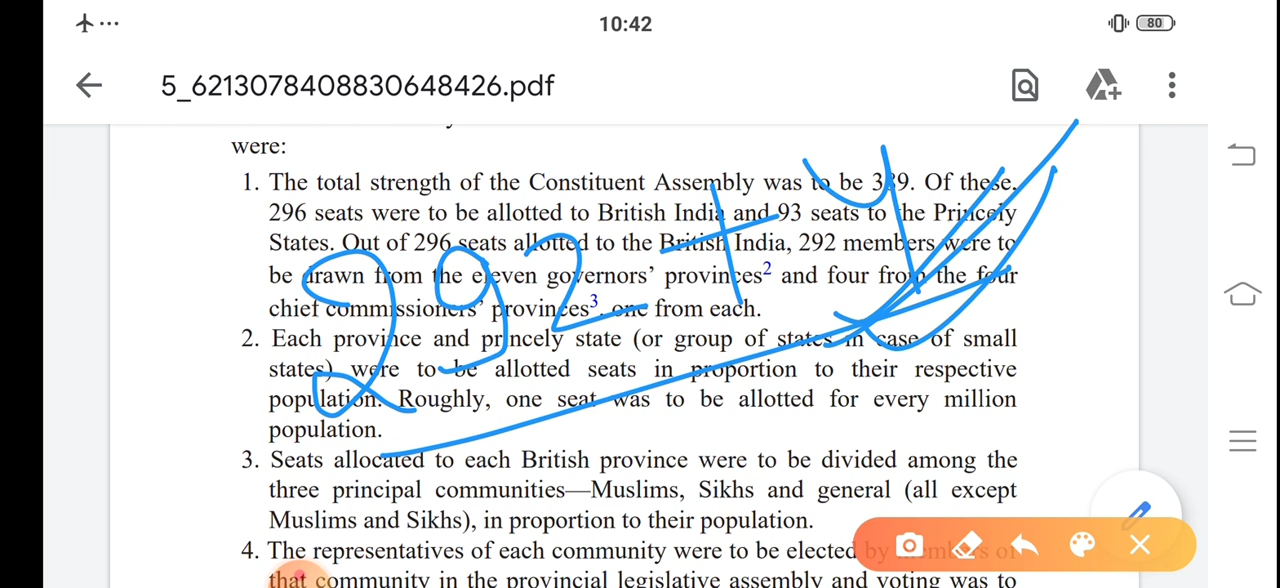 10:42
80
5_6213078408830648426.pdf
were:
1. The total strength of the Constituent Assembly was to be 389. Of these,
296 seats were to be allotted to British India and 93 seats to the Princely
States. Out of 296 seats allotted to the British India, 292 members were to
be drawn from the eleven governors’ provinces2 and four from the four
chief commissioners’ provinces3, one from each.
2. Each province and princely state (or group of states in case of small
states) were to be allotted seats in proportion to their respective
population. Roughly, one seat was to be allotted for every million
population.
3. Seats allocated to each British province were to be divided among the
three principal communities—Muslims, Sikhs and general (all except
Muslims and Sikhs), in proportion to their population.
4. The representatives of each community were to be elected by members of
that community in the provincial legislative assembly and voting was to
292+4